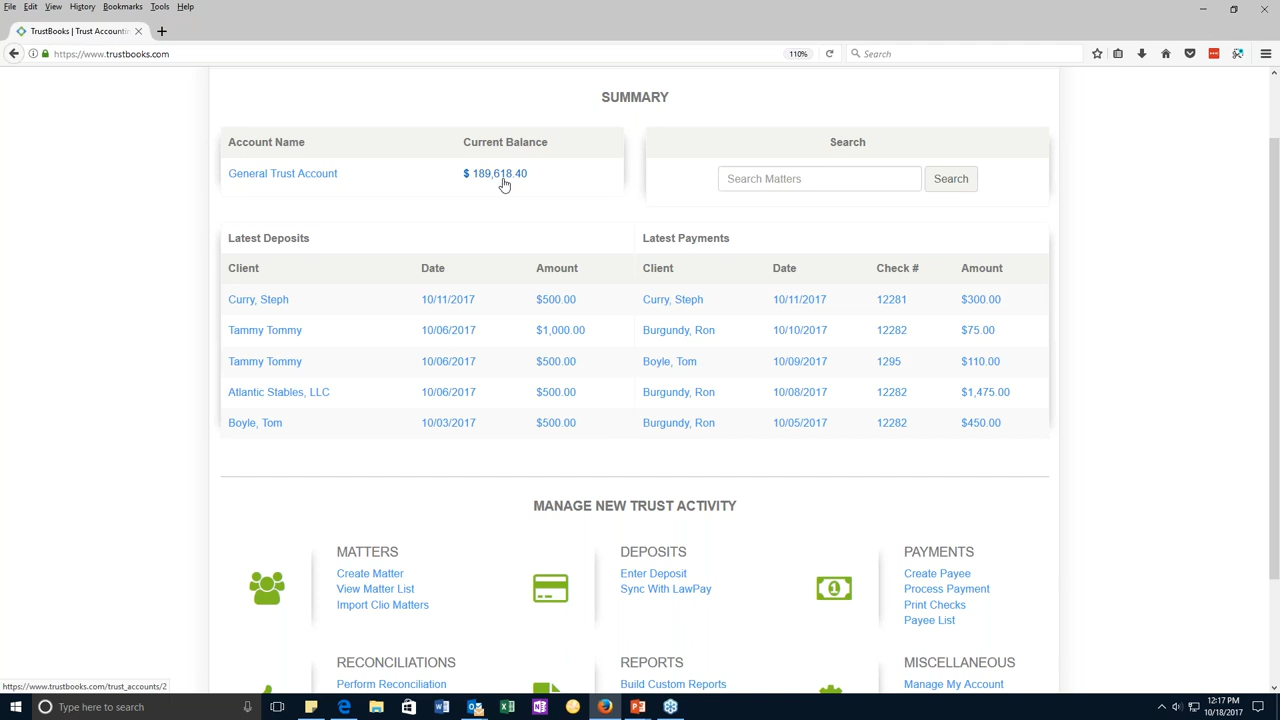 File Edit View History Bookmarks Tools Help
TrustBooks | Trust Accountin
https://www.trustbooks.com 110% Search
SUMMARY
Account Name Current Balance Search
General Trust Account $ 189,618.40 Search Matters Search
Latest Deposits Latest Payments
Client Date Amount Client Date Check # Amount
Curry, Steph 10/11/2017 $500.00 Curry, Steph 10/11/2017 12281 $300.00
Tammy Tommy 10/06/2017 $1,000.00 Burgundy, Ron 10/10/2017 12282 $75.00
Tammy Tommy 10/06/2017 $500.00 Boyle, Tom 10/09/2017 1295 $110.00
Atlantic Stables, LLC 10/06/2017 $500.00 Burgundy, Ron 10/08/2017 12282 $1,475.00
Boyle, Tom 10/03/2017 $500.00 Burgundy, Ron 10/05/2017 12282 $450.00
MANAGE NEW TRUST ACTIVITY
MATTERS DEPOSITS PAYMENTS
Create Matter Enter Deposit Create Payee
View Matter List Sync With LawPay Process Payment
Import Clio Matters Print Checks
Payee List
RECONCILIATIONS REPORTS MISCELLANEOUS
Perform Reconciliation Build Custom Reports Manage My Account
https://www.trustbooks.com/trust_accounts/2
Type here to search 12:17 PM
10/18/2017